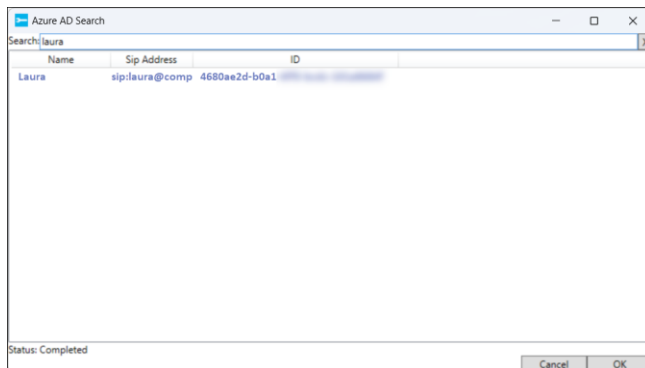 Azure AD Search
Search: laura
Name Sip Address ID
Laura sip:laura@comp 4680ae2d-b0a1
Status: Completed
Cancel OK